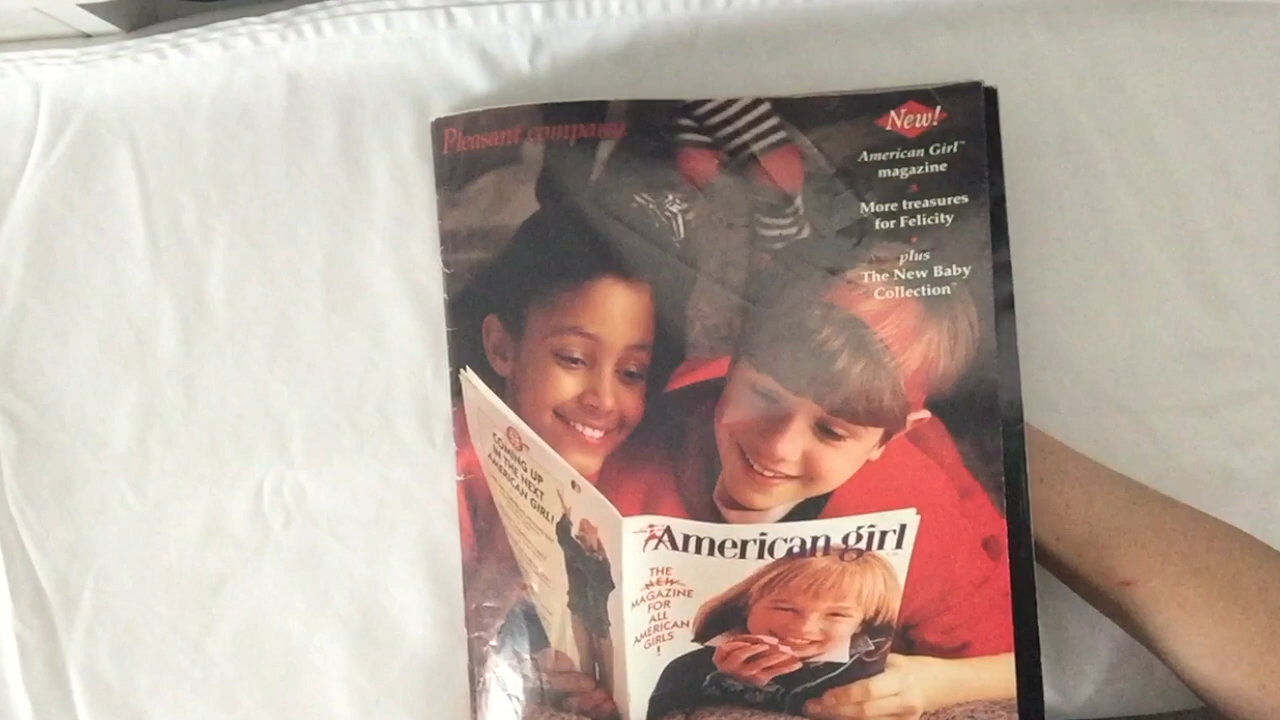 Pleasant company.
New!
American Girl™
magazine
More treasures
for Felicity
plus
The New Baby
Collection™
COMING UP
IN THE NEXT
AMERICAN GIRL!
American girl
THE
NEW
MAGAZINE
FOR
ALL
AMERICAN
GIRLS
!